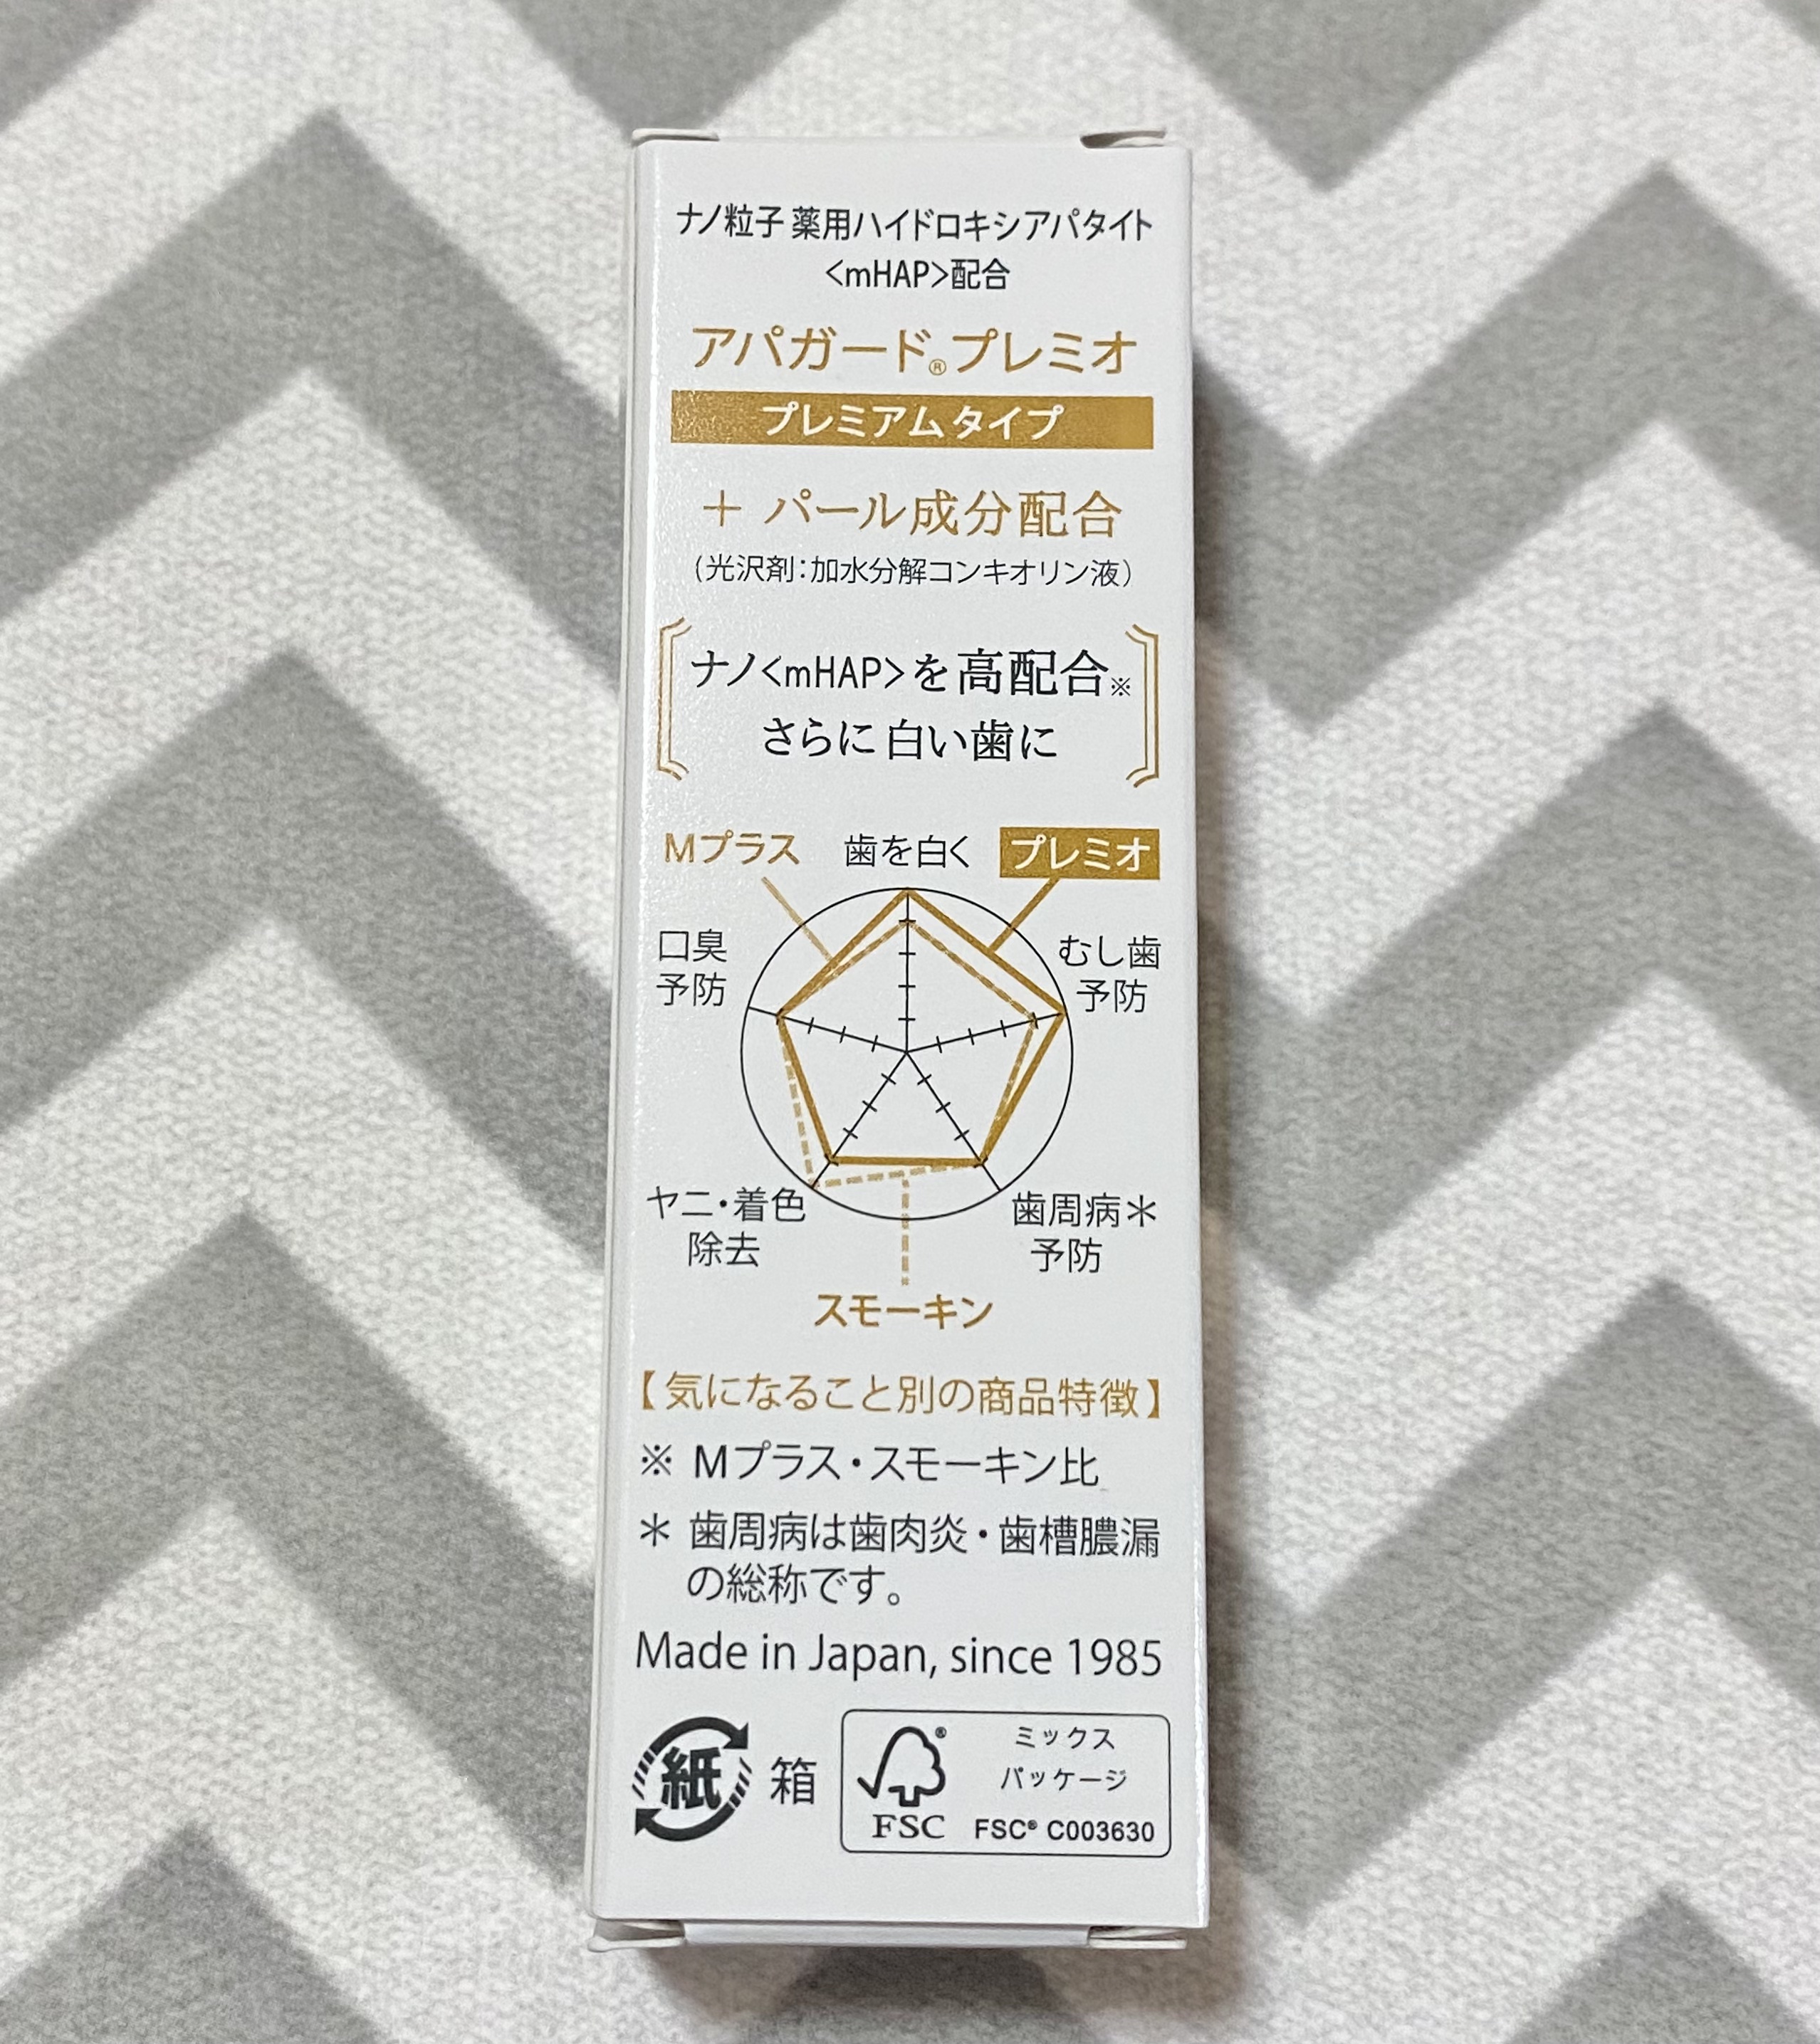 ナノ粒子 薬用ハイドロキシアパタイト
<mHAP>配合
アパガード®プレミオ
プレミアムタイプ
＋ パール成分配合
(光沢剤:加水分解コンキオリン液)
ナノ<mHAP>を高配合※
さらに白い歯に
Mプラス
歯を白く
プレミオ
口臭
予防
むし歯
予防
ヤニ・着色
除去
歯周病＊
予防
スモーキン
【気になること別の商品特徴】
※ Mプラス・スモーキン比
＊ 歯周病は歯肉炎・歯槽膿漏
の総称です。
Made in Japan, since 1985
紙
箱
FSC®
ミックス
パッケージ
FSC® C003630